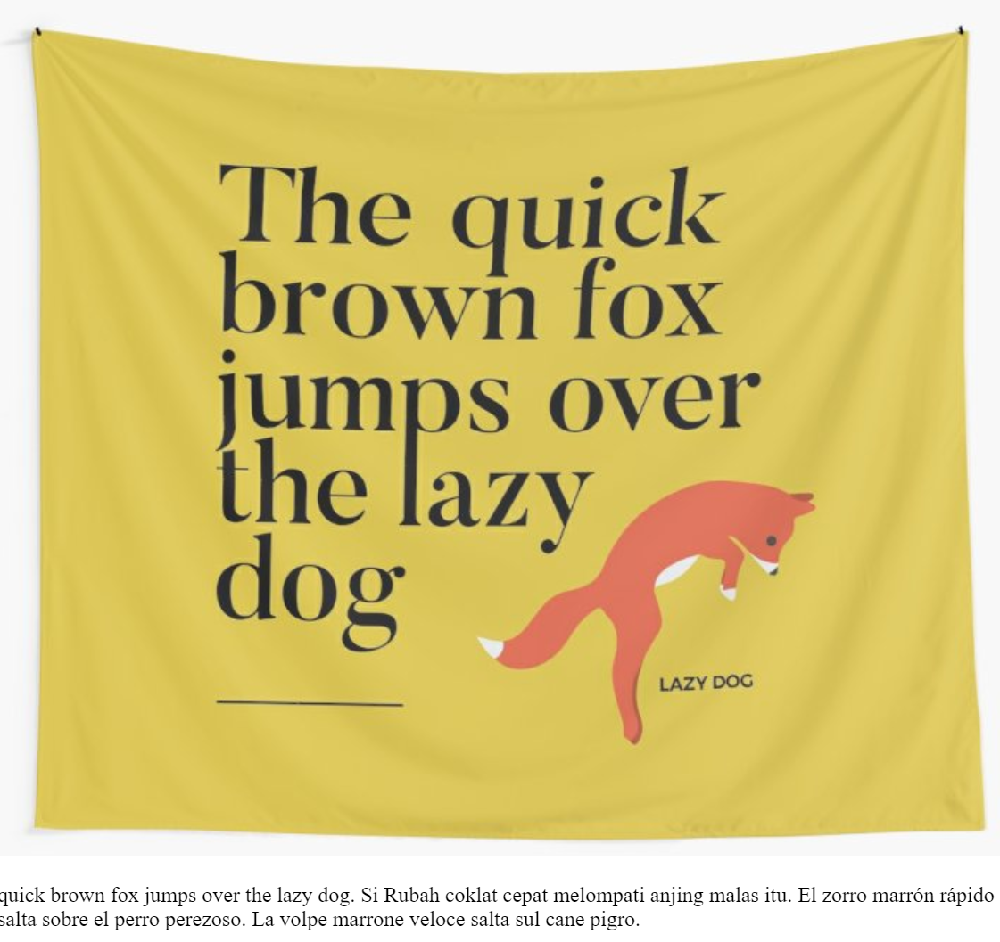 The quick
brown fox
jumps over
the lazy
dog
LAZY DOG
quick brown fox jumps over the lazy dog. Si Rubah coklat cepat melompati anjing malas itu. El zorro marrón rápido
salta sobre el perro perezoso. La volpe marrone veloce salta sul cane pigro.